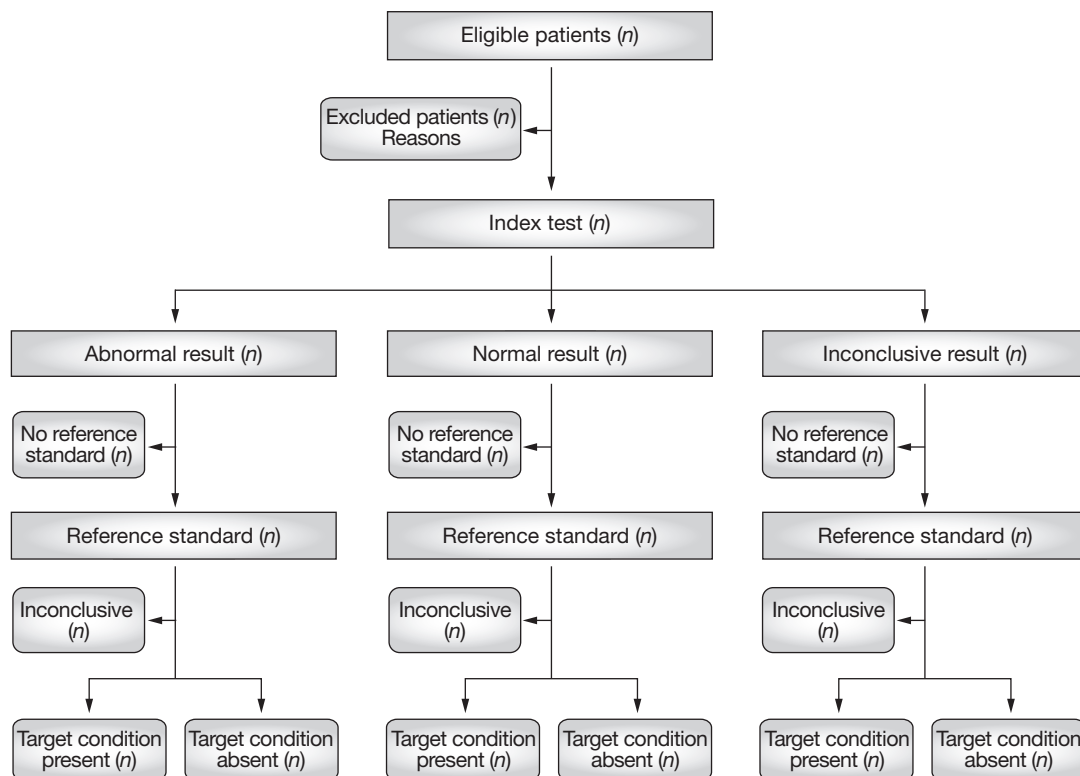 Eligible patients (n)
Excluded patients (n)
Reasons
Index test (n)
Abnormal result (n)
Normal result (n)
Inconclusive result (n)
No reference
standard (n)
No reference
standard (n)
No reference
standard (n)
Reference standard (n)
Reference standard (n)
Reference standard (n)
Inconclusive
(n)
Inconclusive
(n)
Inconclusive
(n)
Target condition
present (n)
Target condition
absent (n)
Target condition
present (n)
Target condition
absent (n)
Target condition
present (n)
Target condition
absent (n)